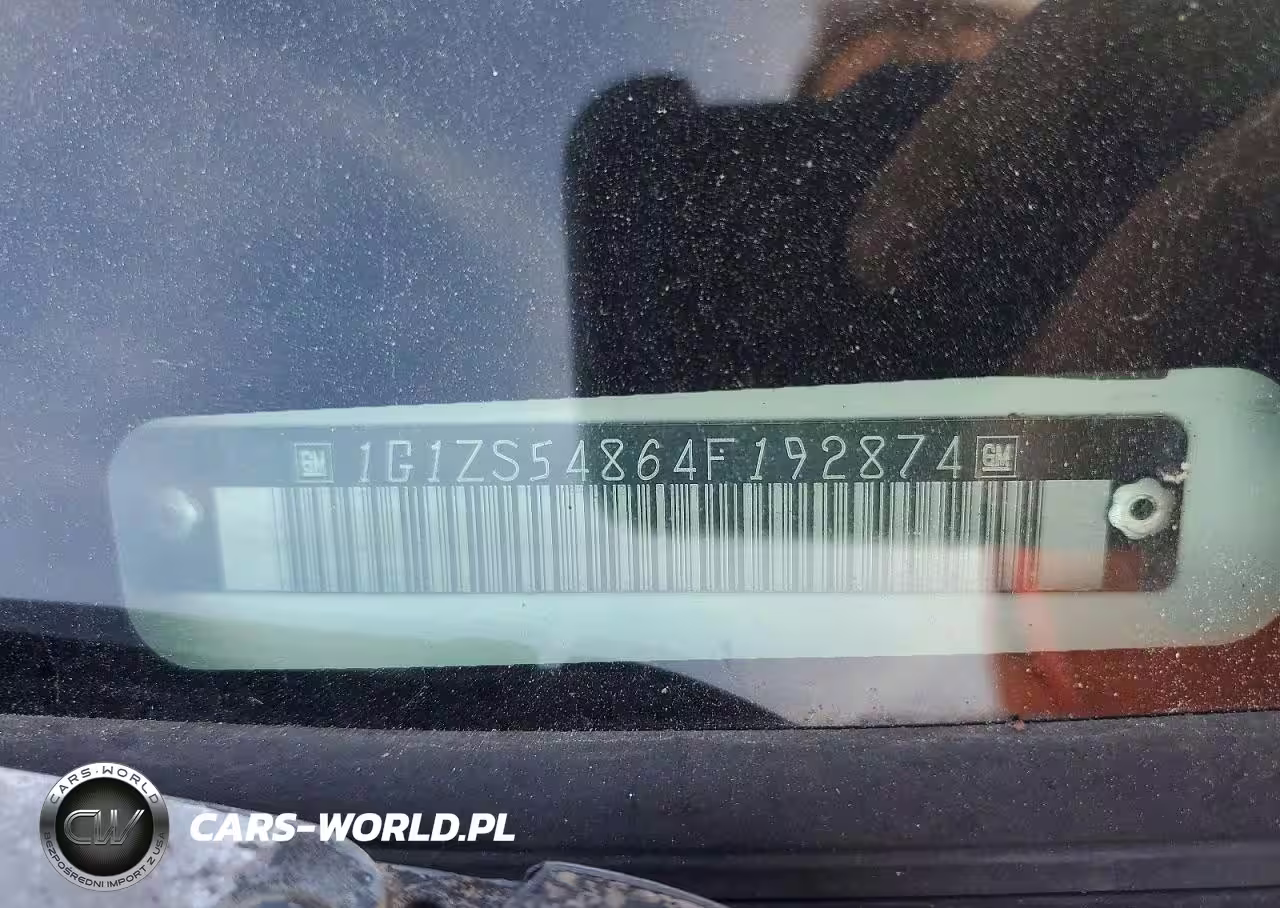 GM 1G1ZS54864F192874 GM
CARS-WORLD
CW
BEZPOŚREDNI IMPORT Z USA
CARS-WORLD.PL